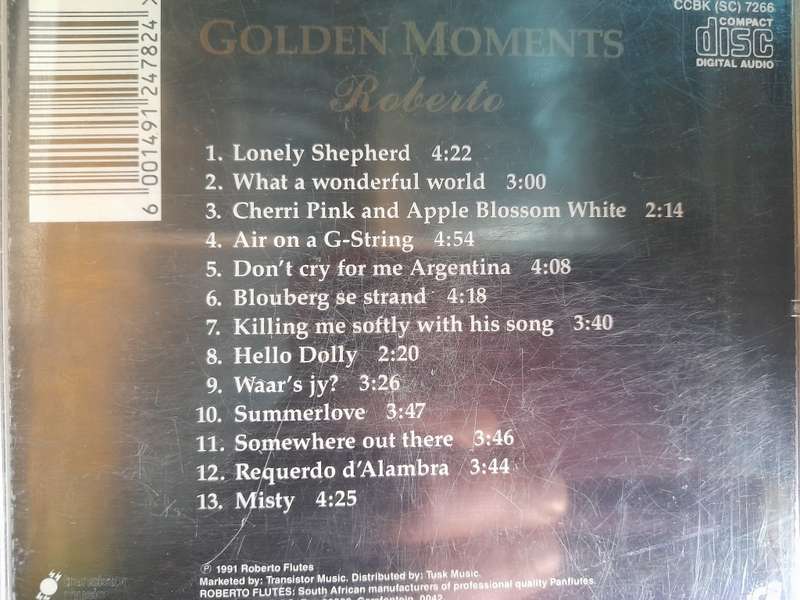 CCBK (SC) 7266
COMPACT
disc
DIGITAL AUDIO
6 001491 247824
GOLDEN MOMENTS
Roberto
1. Lonely Shepherd 4:22
2. What a wonderful world 3:00
3. Cherri Pink and Apple Blossom White 2:14
4. Air on a G-String 4:54
5. Don't cry for me Argentina 4:08
6. Blouberg se strand 4:18
7. Killing me softly with his song 3:40
8. Hello Dolly 2:20
9. Waar's jy? 3:26
10. Summerlove 3:47
11. Somewhere out there 3:46
12. Requerdo d'Alambra 3:44
13. Misty 4:25
℗ 1991 Roberto Flutes
Marketed by: Transistor Music. Distributed by: Tusk Music.
ROBERTO FLUTES: South African manufacturers of professional quality Panflutes.
0042.